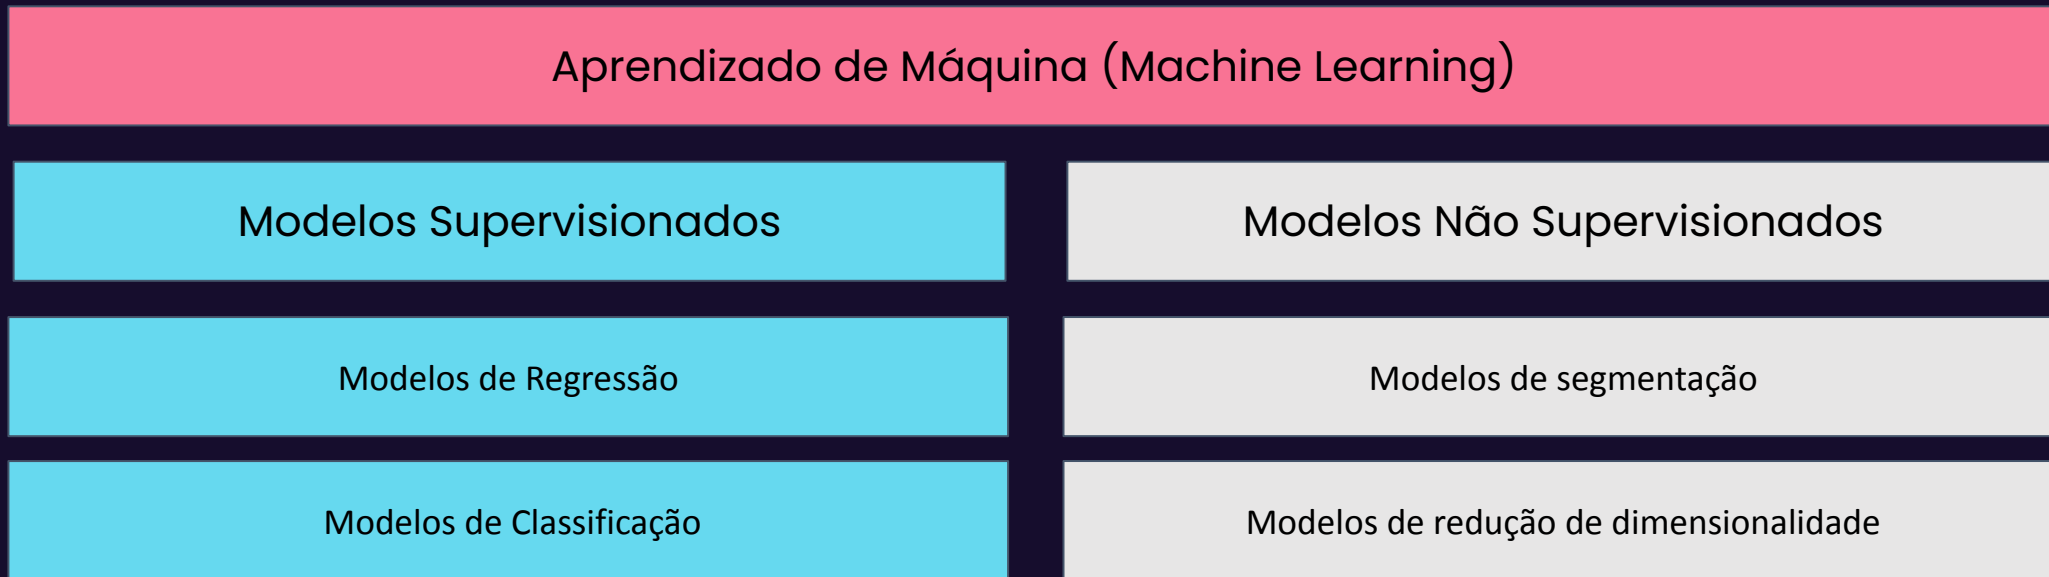 Aprendizado de Máquina (Machine Learning)
Modelos Supervisionados
Modelos Não Supervisionados
Modelos de Regressão
Modelos de segmentação
Modelos de Classificação
Modelos de redução de dimensionalidade